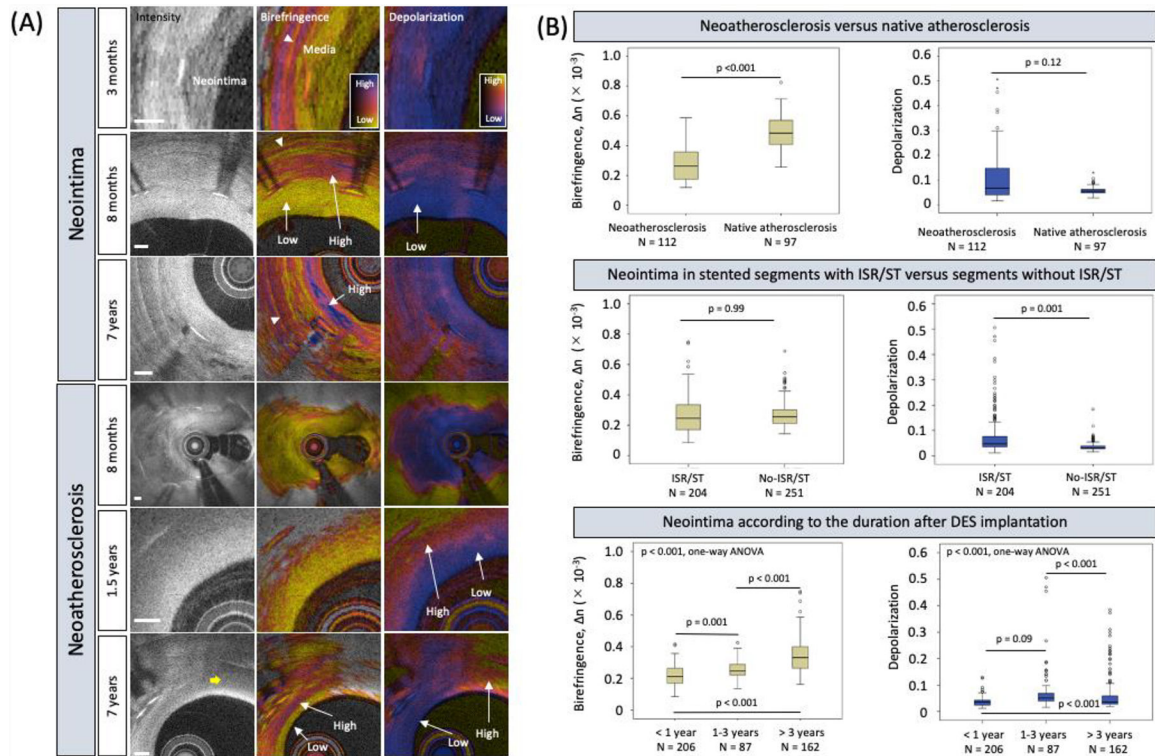 (A)
Intensity
Birefringence
Depolarization
Neointima
3 months
Neointima
Media
High
Low
High
Low
8 months
Low
High
Low
7 years
High
Neoatherosclerosis
8 months
1.5 years
High
Low
7 years
High
Low
High
Low
(B)
Neoatherosclerosis versus native atherosclerosis
Birefringence, Δn ( × 10⁻³)
1.0
0.8
0.6
0.4
0.2
0
p <0.001
Neoatherosclerosis
N = 112
Native atherosclerosis
N = 97
Depolarization
0.6
0.5
0.4
0.3
0.2
0.1
0
p = 0.12
Neoatherosclerosis
N = 112
Native atherosclerosis
N = 97
Neointima in stented segments with ISR/ST versus segments without ISR/ST
Birefringence, Δn ( × 10⁻³)
1.0
0.8
0.6
0.4
0.2
0
p = 0.99
ISR/ST
N = 204
No-ISR/ST
N = 251
Depolarization
0.6
0.5
0.4
0.3
0.2
0.1
0
p = 0.001
ISR/ST
N = 204
No-ISR/ST
N = 251
Neointima according to the duration after DES implantation
Birefringence, Δn ( × 10⁻³)
1.0
0.8
0.6
0.4
0.2
0
p < 0.001, one-way ANOVA
p < 0.001
p = 0.001
p < 0.001
< 1 year
N = 206
1-3 years
N = 87
> 3 years
N = 162
Depolarization
0.6
0.5
0.4
0.3
0.2
0.1
0
p < 0.001, one-way ANOVA
p < 0.001
p = 0.09
p < 0.001
< 1 year
N = 206
1-3 years
N = 87
> 3 years
N = 162